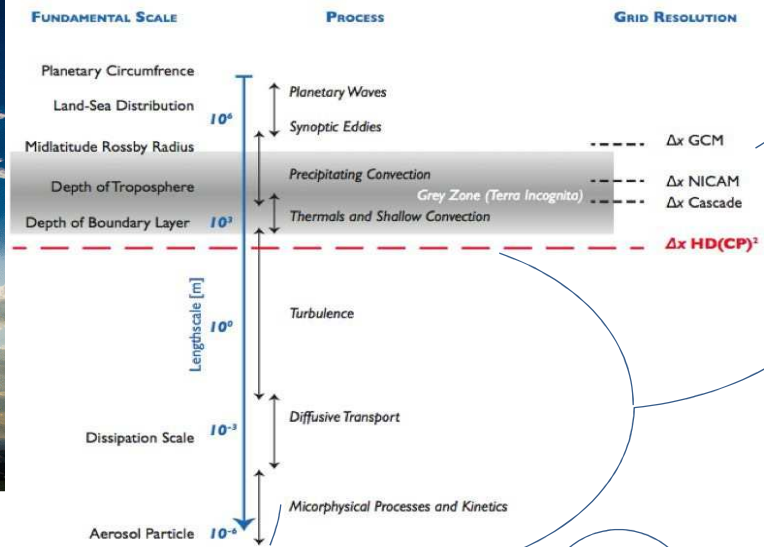 FUNDAMENTAL SCALE PROCESS GRID RESOLUTION
Planetary Circumfrence
Planetary Waves
Land-Sea Distribution
10⁶
Synoptic Eddies
Midlatitude Rossby Radius
Δx GCM
Precipitating Convection
Depth of Troposphere
Grey Zone (Terra Incognita)
Δx NICAM
Δx Cascade
Depth of Boundary Layer 10³ Thermals and Shallow Convection
Δx HD(CP)²
Lengthscale [m]
Turbulence
10⁰
Diffusive Transport
Dissipation Scale 10⁻³
Micorphysical Processes and Kinetics
Aerosol Particle 10⁻⁶